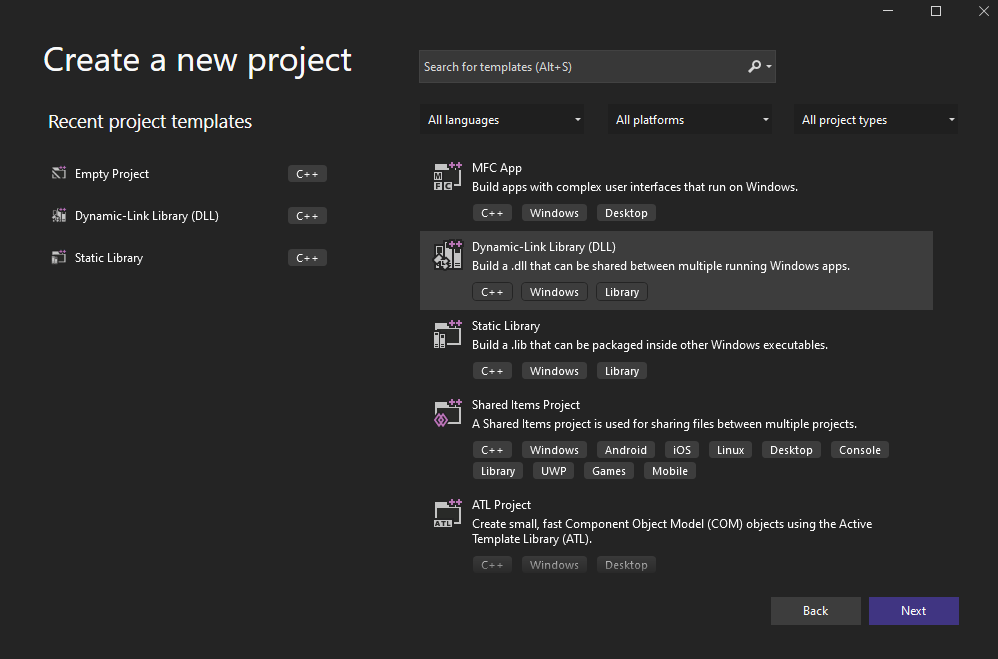 Create a new project
Search for templates (Alt+S)
Recent project templates
All languages
All platforms
All project types
Empty Project
C++
Dynamic-Link Library (DLL)
C++
Static Library
C++
MFC
MFC App
Build apps with complex user interfaces that run on Windows.
C++ Windows Desktop
Dynamic-Link Library (DLL)
Build a .dll that can be shared between multiple running Windows apps.
C++ Windows Library
Static Library
Build a .lib that can be packaged inside other Windows executables.
C++ Windows Library
Shared Items Project
A Shared Items project is used for sharing files between multiple projects.
C++ Windows Android iOS Linux Desktop Console
Library UWP Games Mobile
ATL
ATL Project
Create small, fast Component Object Model (COM) objects using the Active
Template Library (ATL).
C++ Windows Desktop
Back
Next